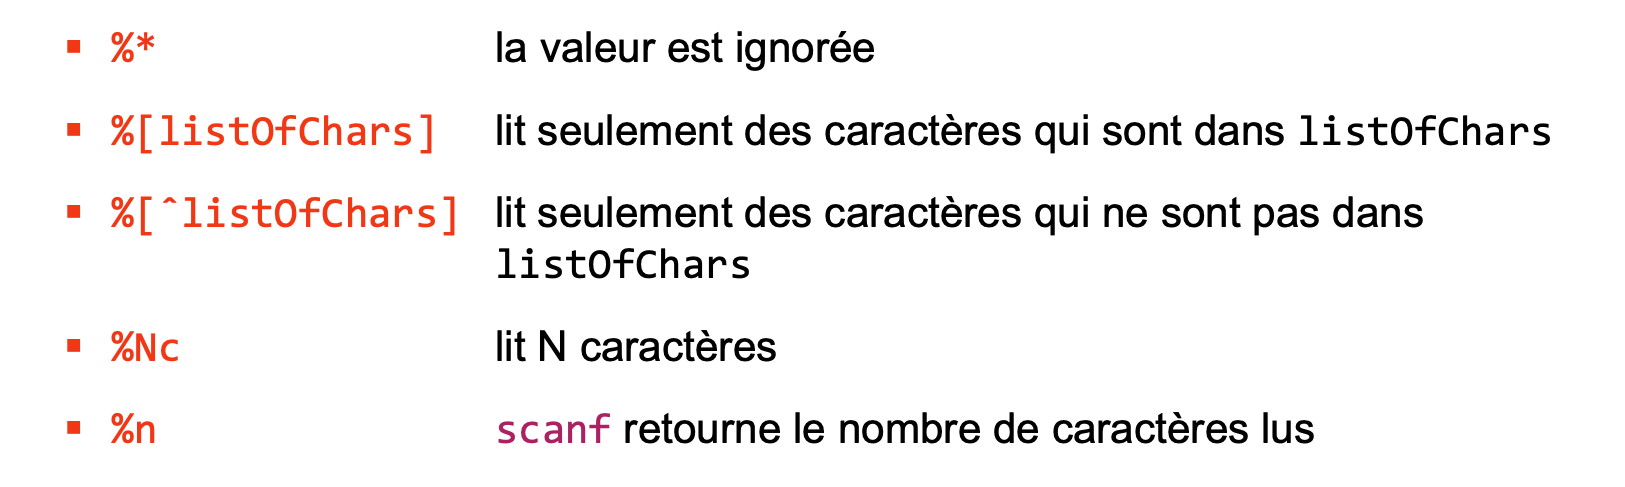 ▪ %* la valeur est ignorée
▪ %[listOfChars] lit seulement des caractères qui sont dans listOfChars
▪ %[^listOfChars] lit seulement des caractères qui ne sont pas dans
listOfChars
▪ %Nc lit N caractères
▪ %n scanf retourne le nombre de caractères lus